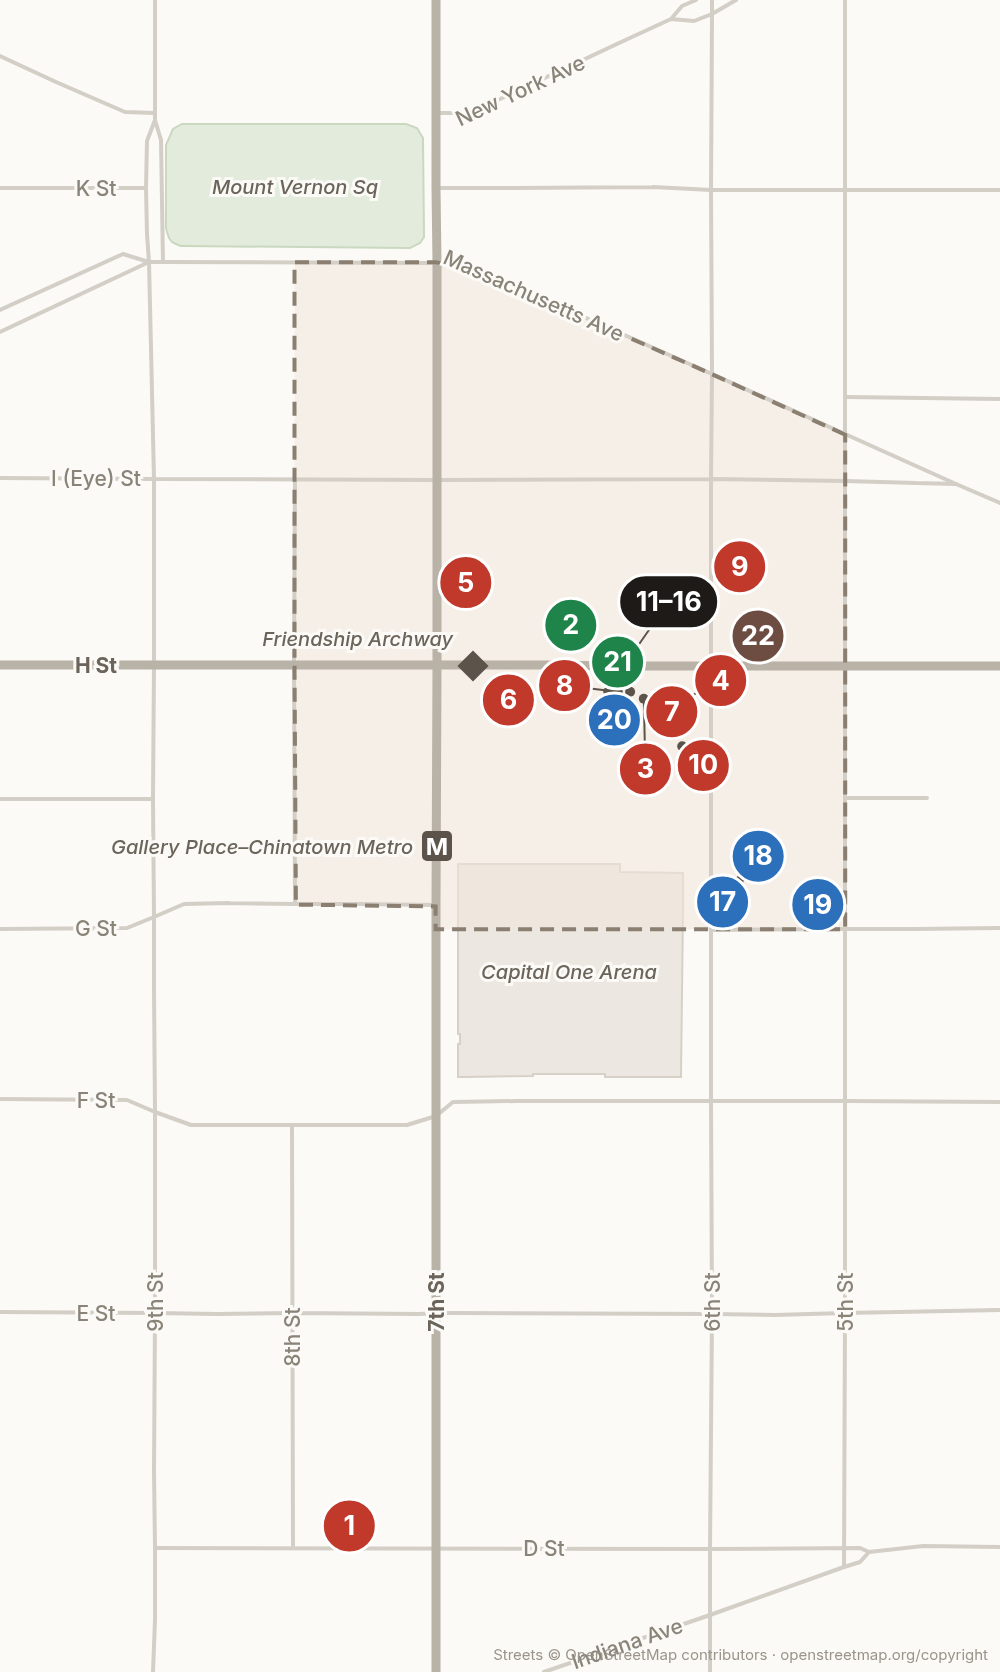 New York Ave
K St
Mount Vernon Sq
Massachusetts Ave
I (Eye) St
9
5
11–16
2
22
Friendship Archway
21
H St
4
8
6
7
20
3
10
Gallery Place–Chinatown Metro
M
18
17
19
G St
Capital One Arena
F St
9th St
7th St
6th St
5th St
E St
8th St
1
D St
Indiana Ave
Streets © OpenStreetMap contributors · openstreetmap.org/copyright